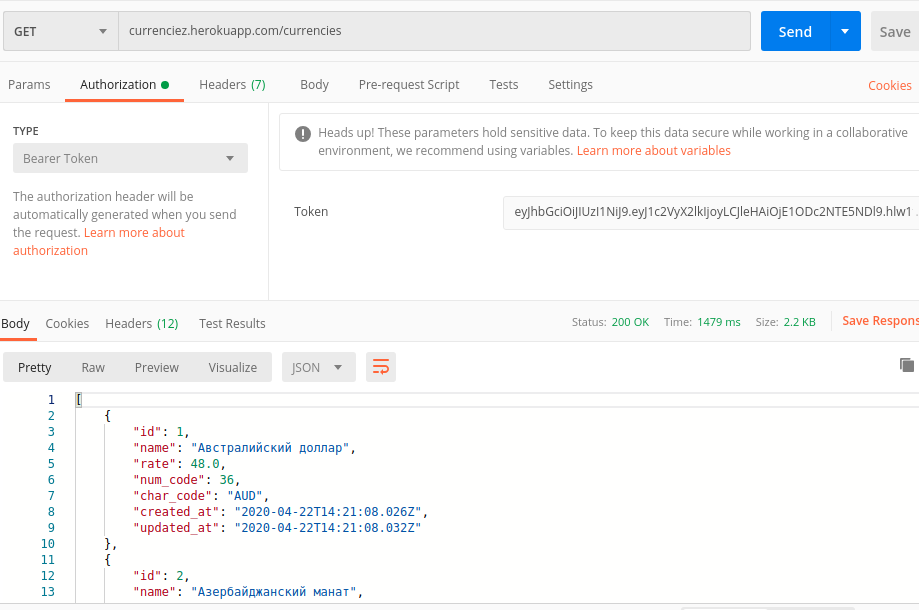 GET currenciez.herokuapp.com/currencies Send Save
Params Authorization Headers (7) Body Pre-request Script Tests Settings Cookies
TYPE
Bearer Token
The authorization header will be
automatically generated when you send
the request. Learn more about
authorization
! Heads up! These parameters hold sensitive data. To keep this data secure while working in a collaborative
environment, we recommend using variables. Learn more about variables
Token eyJhbGciOiJIUzI1NiJ9.eyJ1c2VyX2lkIjoyLCJleHAiOjE1ODc2NTE5NDl9.hlw1 .
Body Cookies Headers (12) Test Results Status: 200 OK Time: 1479 ms Size: 2.2 KB Save Respons
Pretty Raw Preview Visualize JSON
1 [
2 {
3 "id": 1,
4 "name": "Австралийский доллар",
5 "rate": 48.0,
6 "num_code": 36,
7 "char_code": "AUD",
8 "created_at": "2020-04-22T14:21:08.026Z",
9 "updated_at": "2020-04-22T14:21:08.032Z"
10 },
11 {
12 "id": 2,
13 "name": "Азербайджанский манат",